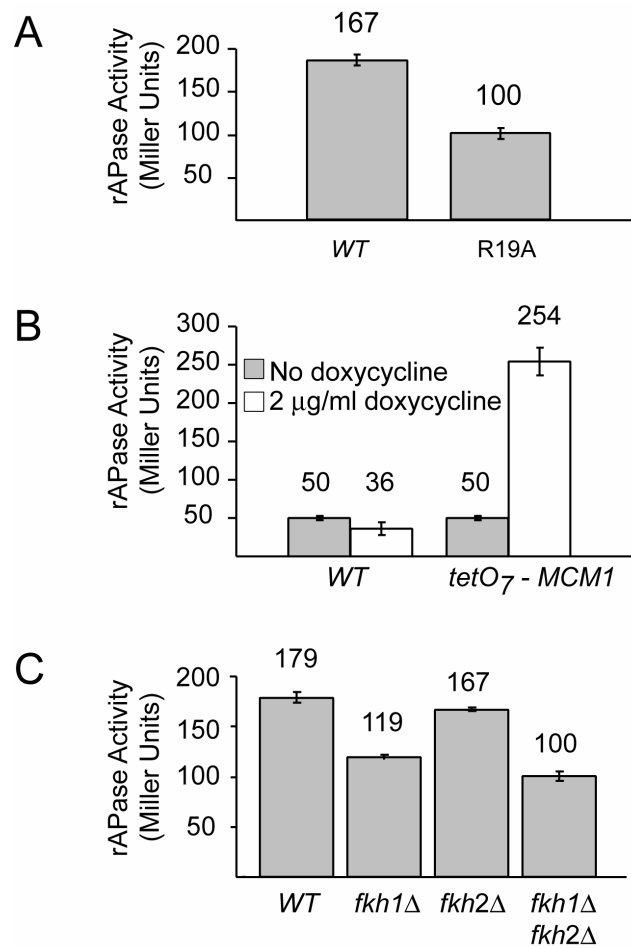 A
rAPase Activity
(Miller Units)
200
150
100
50
167
100
WT
R19A
B
rAPase Activity
(Miller Units)
300
250
200
150
100
50
No doxycycline
2 μg/ml doxycycline
50
36
50
254
WT
tetO7 - MCM1
C
rAPase Activity
(Miller Units)
200
150
100
50
179
119
167
100
WT
fkh1Δ
fkh2Δ
fkh1Δ
fkh2Δ